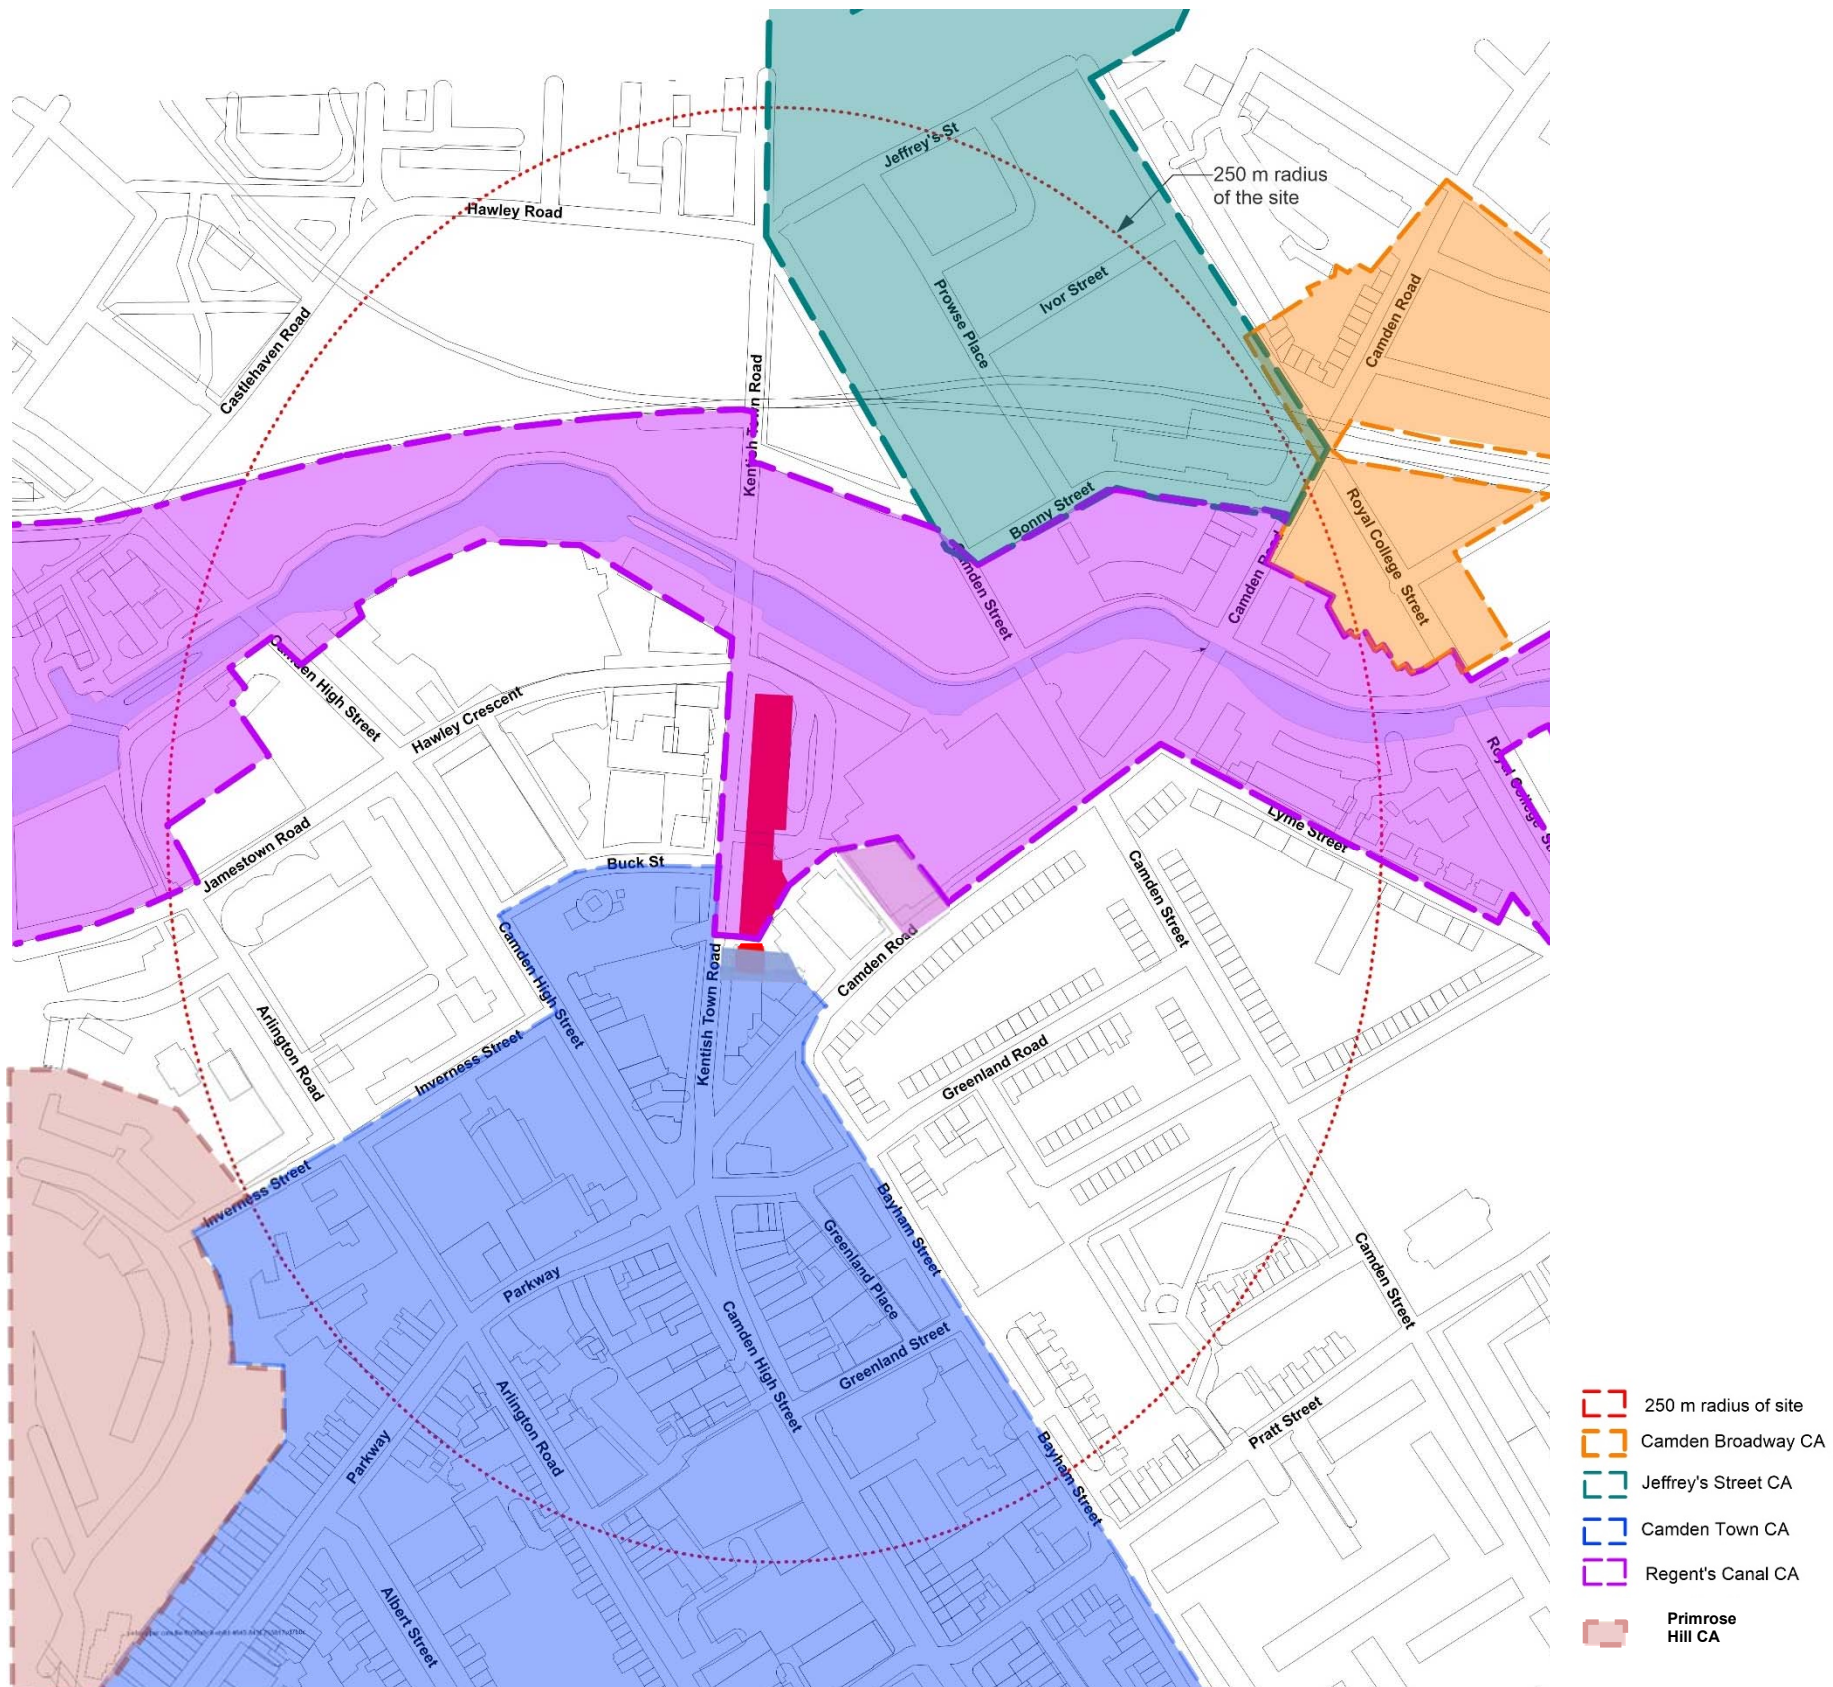 Jeffrey's St
250 m radius
of the site
Hawley Road
Ivor Street
Prowse Place
Camden Road
Castlehaven Road
Kentish Town Road
Bonny Street
Royal College Street
Camden Street
Camden Road
Camden High Street
Hawley Crescent
Royal College St
Jamestown Road
Lyme Street
Buck St
Camden Street
Camden High Street
Kentish Town Road
Camden Road
Arlington Road
Inverness Street
Greenland Road
Inverness Street
Bayham Street
Greenland Place
Parkway
Camden Street
Camden High Street
Greenland Street
Arlington Road
Pratt Street
Parkway
Bayham Street
Albert Street
250 m radius of site
Camden Broadway CA
Jeffrey's Street CA
Camden Town CA
Regent's Canal CA
Primrose
Hill CA